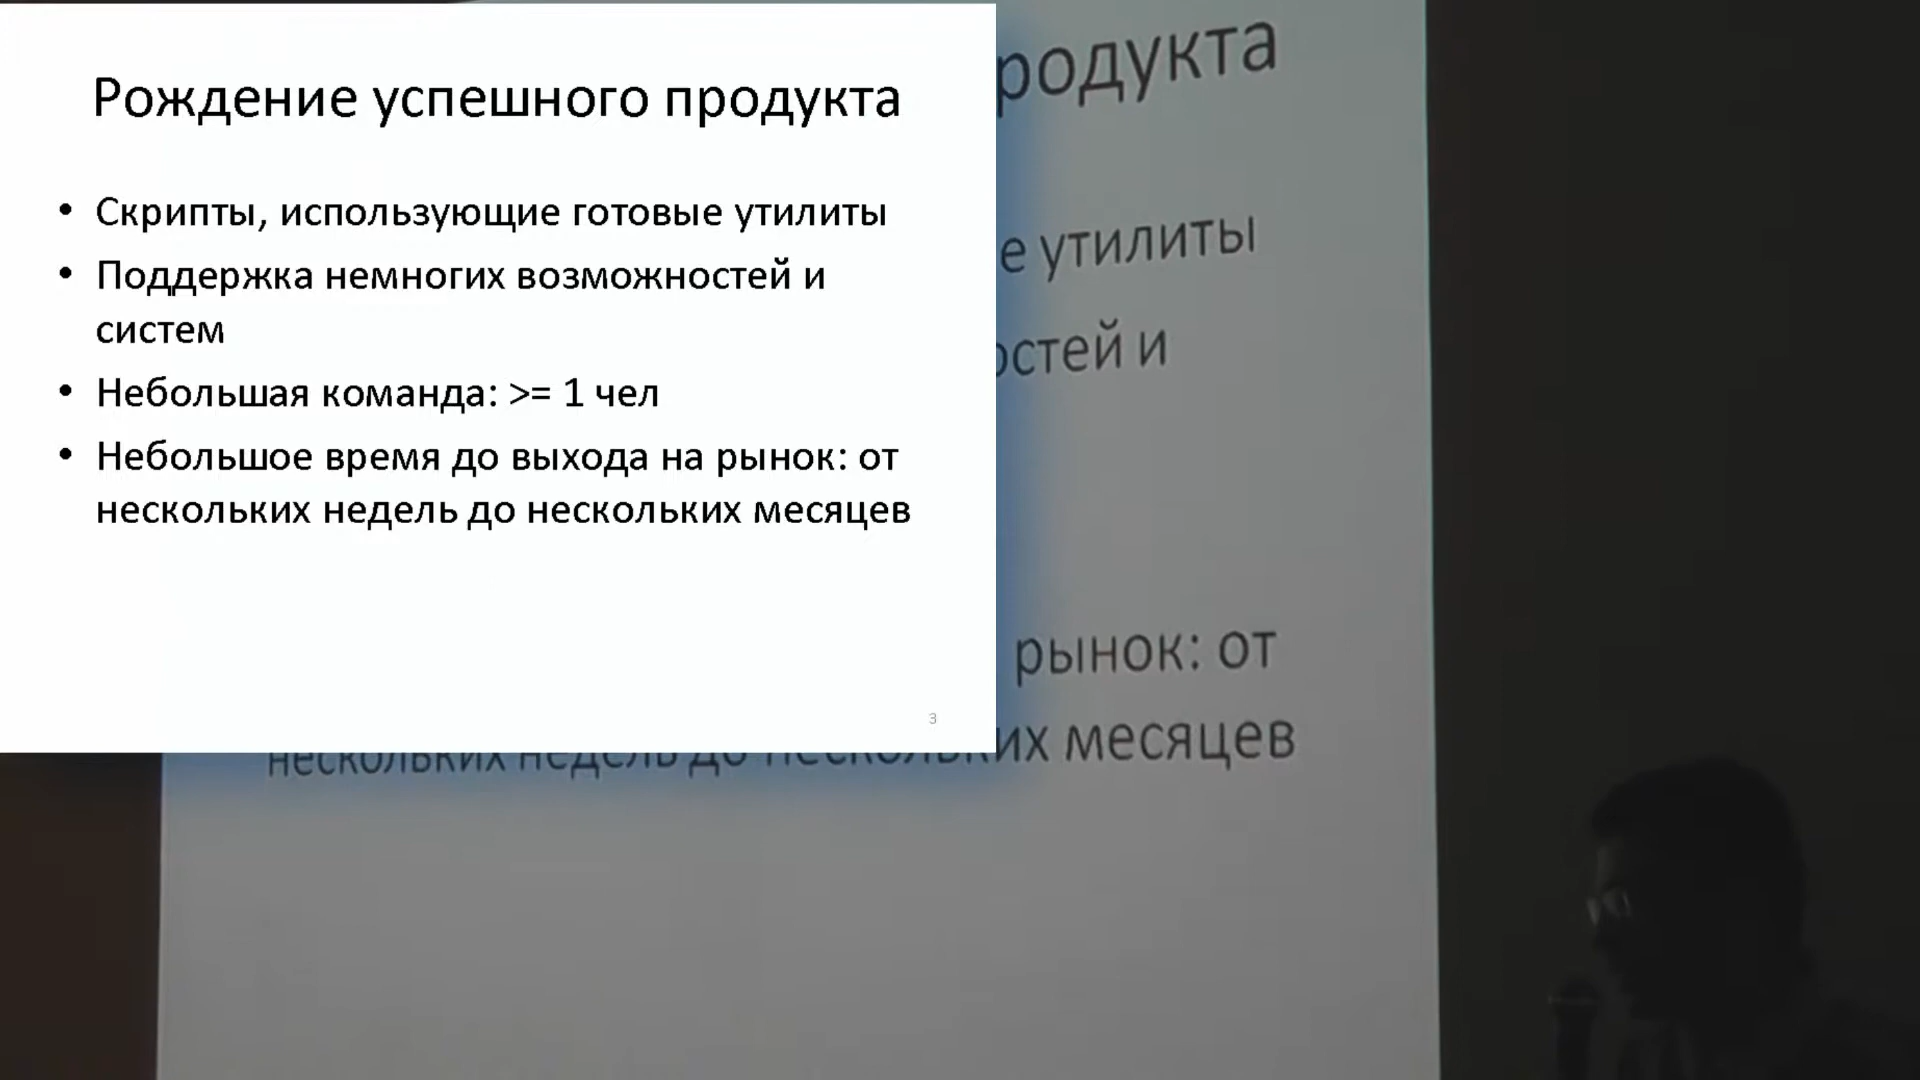 Рождение успешного продукта
• Скрипты, использующие готовые утилиты
• Поддержка немногих возможностей и
систем
• Небольшая команда: >= 1 чел
• Небольшое время до выхода на рынок: от
нескольких недель до нескольких месяцев
3
родукта
е утилиты
остей и
рынок: от
нескольких недель до нескольких месяцев